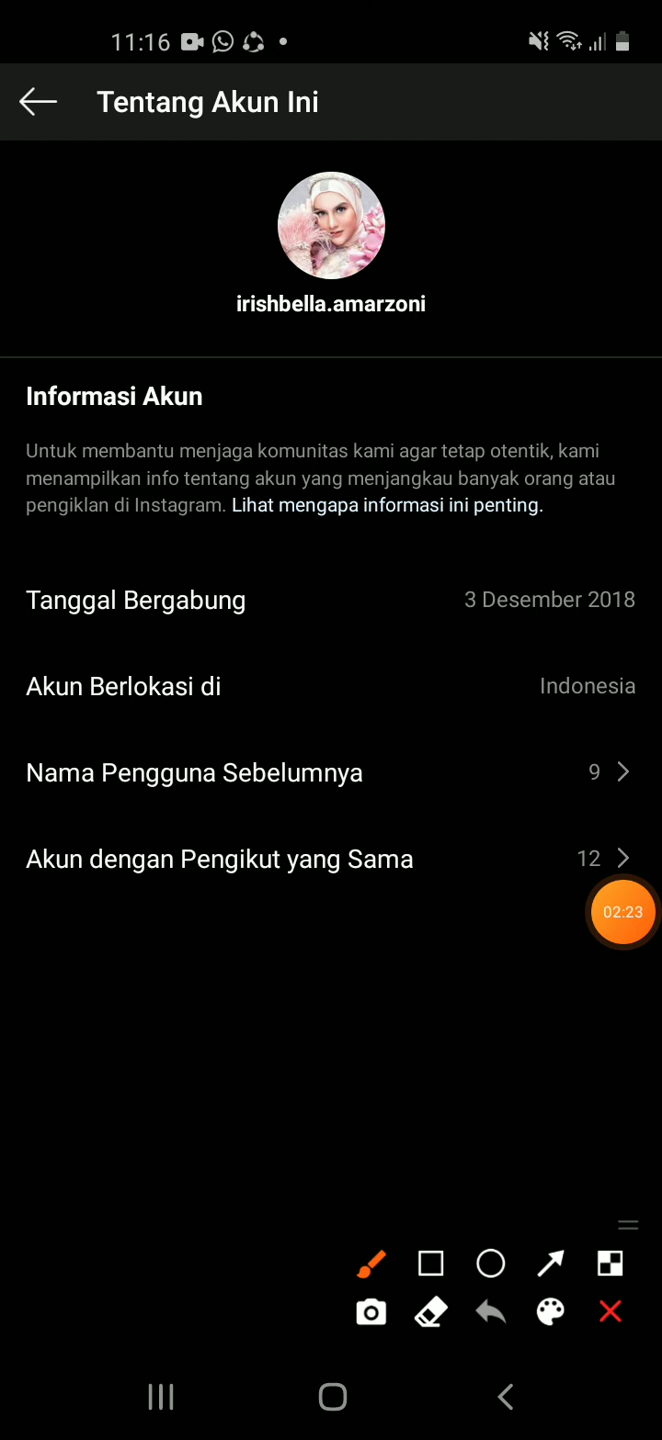 11:16
Tentang Akun Ini
irishbella.amarzoni
Informasi Akun
Untuk membantu menjaga komunitas kami agar tetap otentik, kami
menampilkan info tentang akun yang menjangkau banyak orang atau
pengiklan di Instagram. Lihat mengapa informasi ini penting.
Tanggal Bergabung 3 Desember 2018
Akun Berlokasi di Indonesia
Nama Pengguna Sebelumnya 9
Akun dengan Pengikut yang Sama 12
02:23